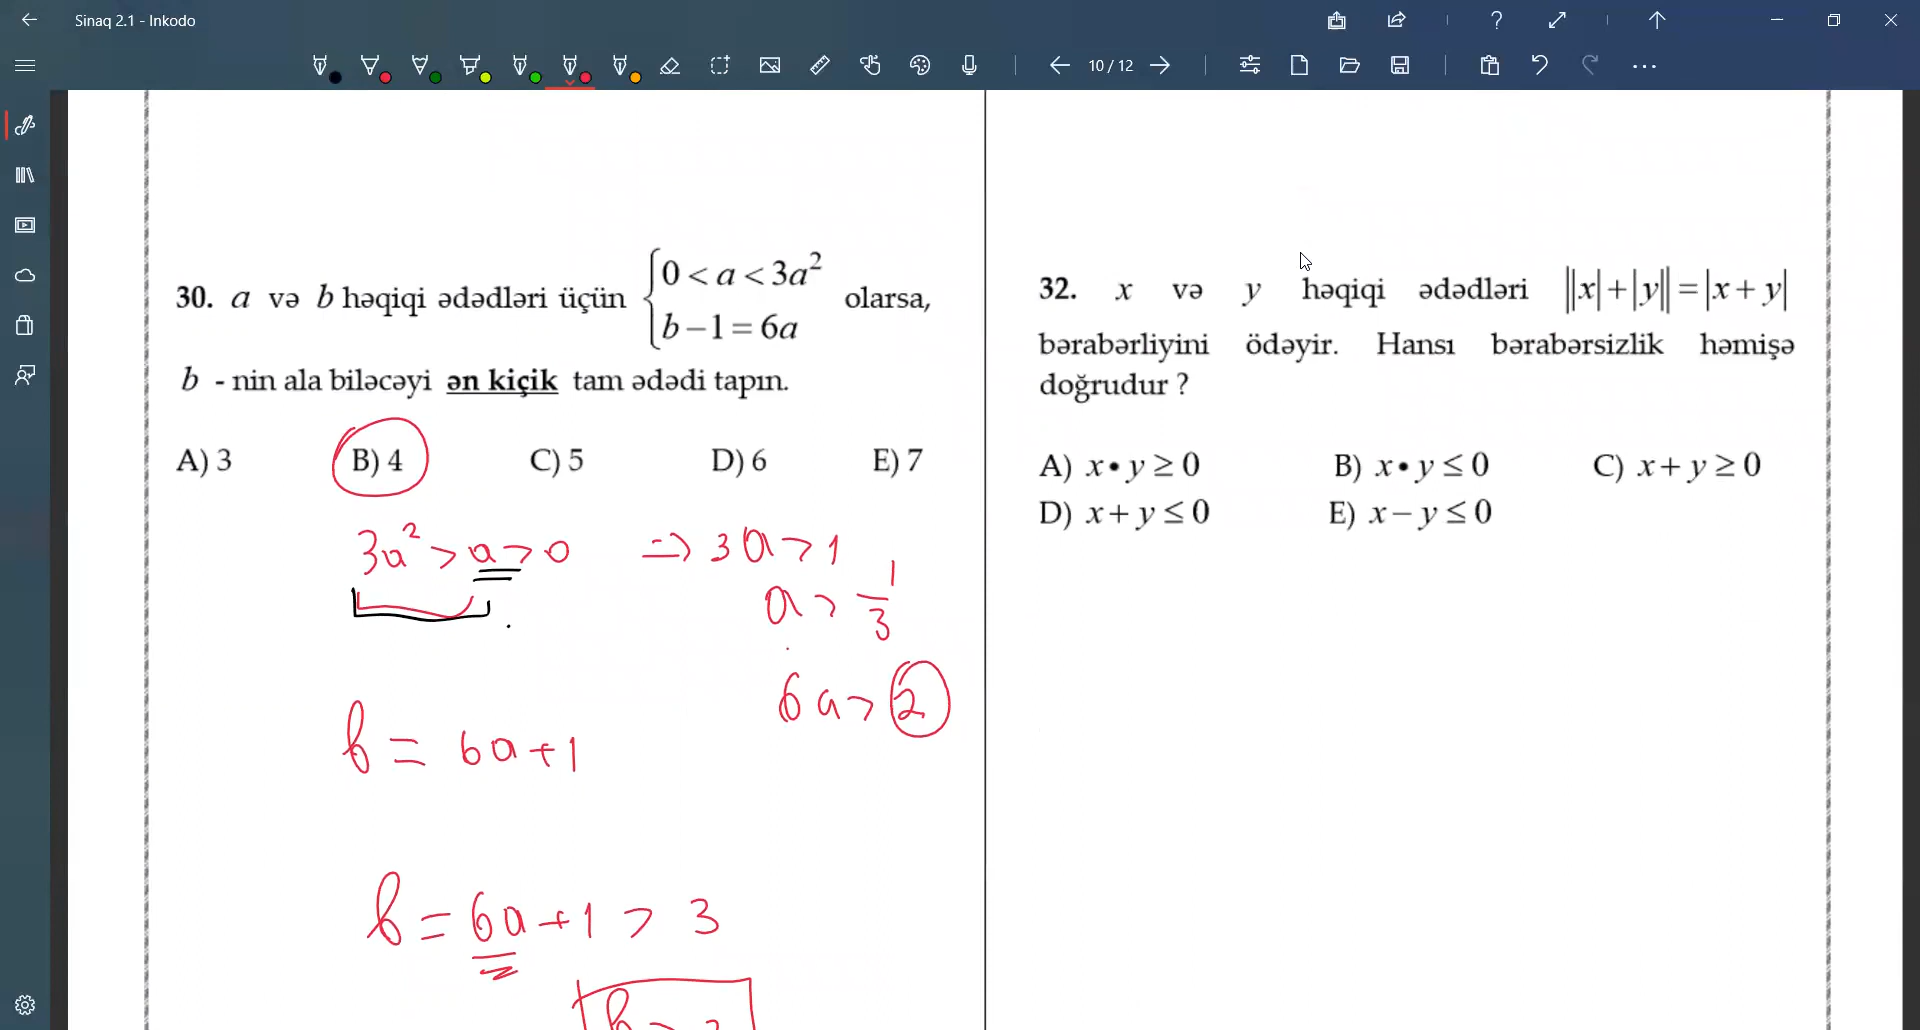 Sinaq 2.1 - Inkodo
10 / 12
30. a və b həqiqi ədədləri üçün {0 < a < 3a² olarsa,
b − 1 = 6a
b - nin ala biləcəyi ən kiçik tam ədədi tapın.
A) 3 B) 4 C) 5 D) 6 E) 7
3a² > a > 0 ⇒ 3a > 1
a > 1/3
6a > 2
b = 6a + 1
b = 6a + 1 > 3
32. x və y həqiqi ədədləri ||x| + |y|| = |x + y|
bərabərliyini ödəyir. Hansı bərabərsizlik həmişə
doğrudur ?
A) x • y ≥ 0 B) x • y ≤ 0 C) x + y ≥ 0
D) x + y ≤ 0 E) x − y ≤ 0